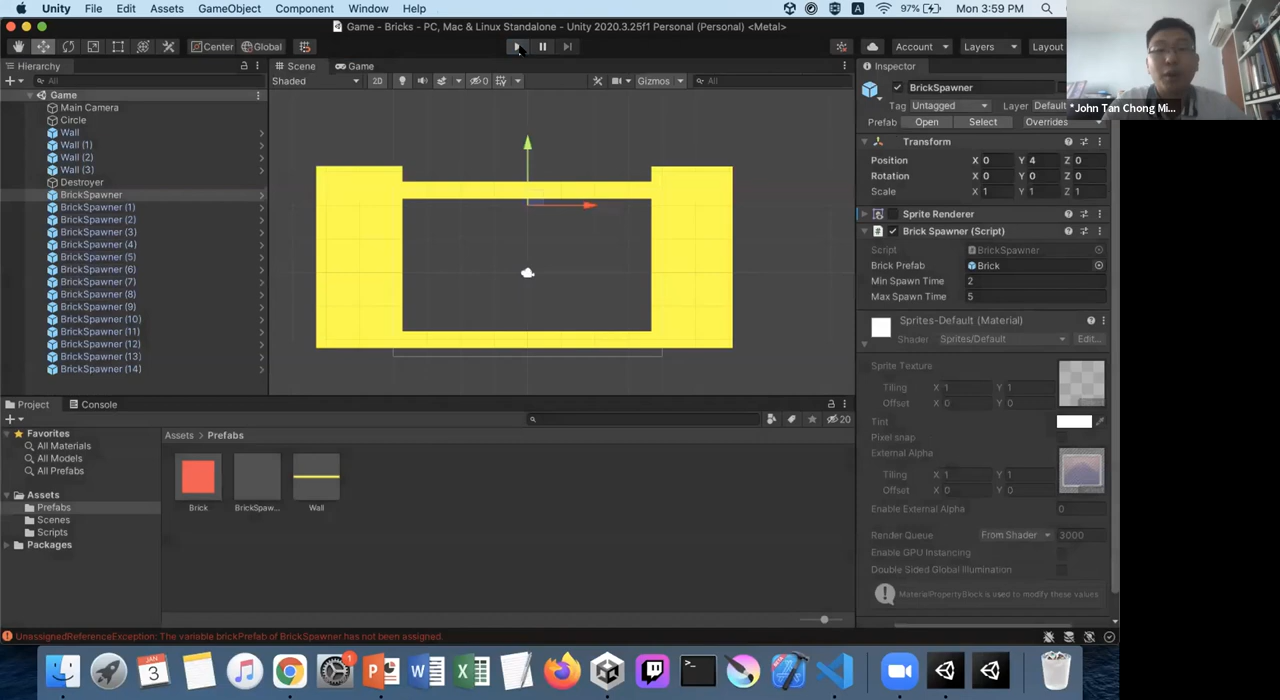 Unity File Edit Assets GameObject Component Window Help 97% Mon 3:59 PM
Game - Bricks - PC, Mac & Linux Standalone - Unity 2020.3.25f1 Personal (Personal) <Metal>
Center Global Account Layers Layout
Hierarchy Scene Game Inspector
All Shaded 2D 0 Gizmos All BrickSpawner
Game
Main Camera
Circle
Wall
Wall (1)
Wall (2)
Wall (3)
Destroyer
BrickSpawner
BrickSpawner (1)
BrickSpawner (2)
BrickSpawner (3)
BrickSpawner (4)
BrickSpawner (5)
BrickSpawner (6)
BrickSpawner (7)
BrickSpawner (8)
BrickSpawner (9)
BrickSpawner (10)
BrickSpawner (11)
BrickSpawner (12)
BrickSpawner (13)
BrickSpawner (14)
*John Tan Chong Mi...
Tag Untagged Layer Default
Prefab Open Select Overrides
Transform
Position X 0 Y 4 Z 0
Rotation X 0 Y 0 Z 0
Scale X 1 Y 1 Z 1
Sprite Renderer
Brick Spawner (Script)
Script BrickSpawner
Brick Prefab Brick
Min Spawn Time 2
Max Spawn Time 5
Sprites-Default (Material)
Shader Sprites/Default Edit...
Sprite Texture
Tiling X 1 Y 1
Offset X 0 Y 0
Tint
Pixel snap
External Alpha
Tiling X 1 Y 1
Offset X 0 Y 0
Enable External Alpha 0
Render Queue From Shader 3000
Enable GPU Instancing
Double Sided Global Illumination
MaterialPropertyBlock is used to modify these values
Project Console
20
Favorites
All Materials
All Models
All Prefabs
Assets
Prefabs
Scenes
Scripts
Packages
Assets > Prefabs
Brick BrickSpaw... Wall
UnassignedReferenceException: The variable brickPrefab of BrickSpawner has not been assigned.
JAN
3
1